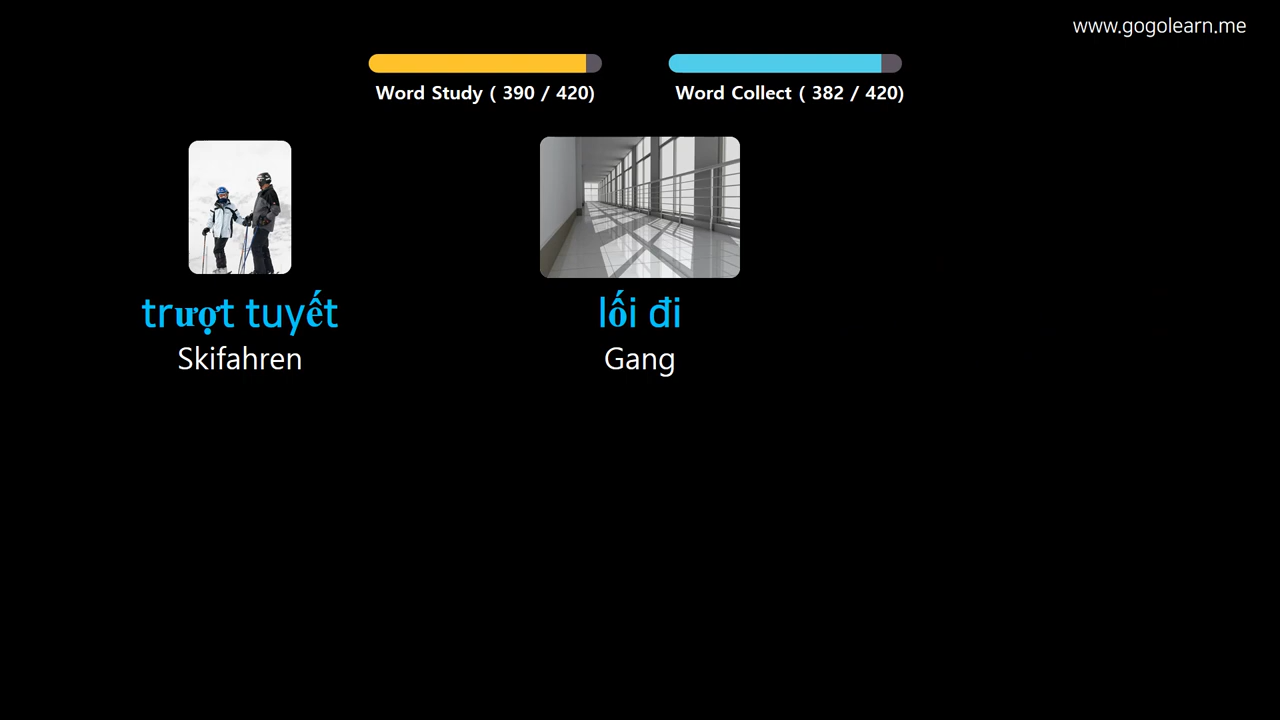 www.gogolearn.me
Word Study ( 390 / 420)
Word Collect ( 382 / 420)
trượt tuyết
Skifahren
lối đi
Gang